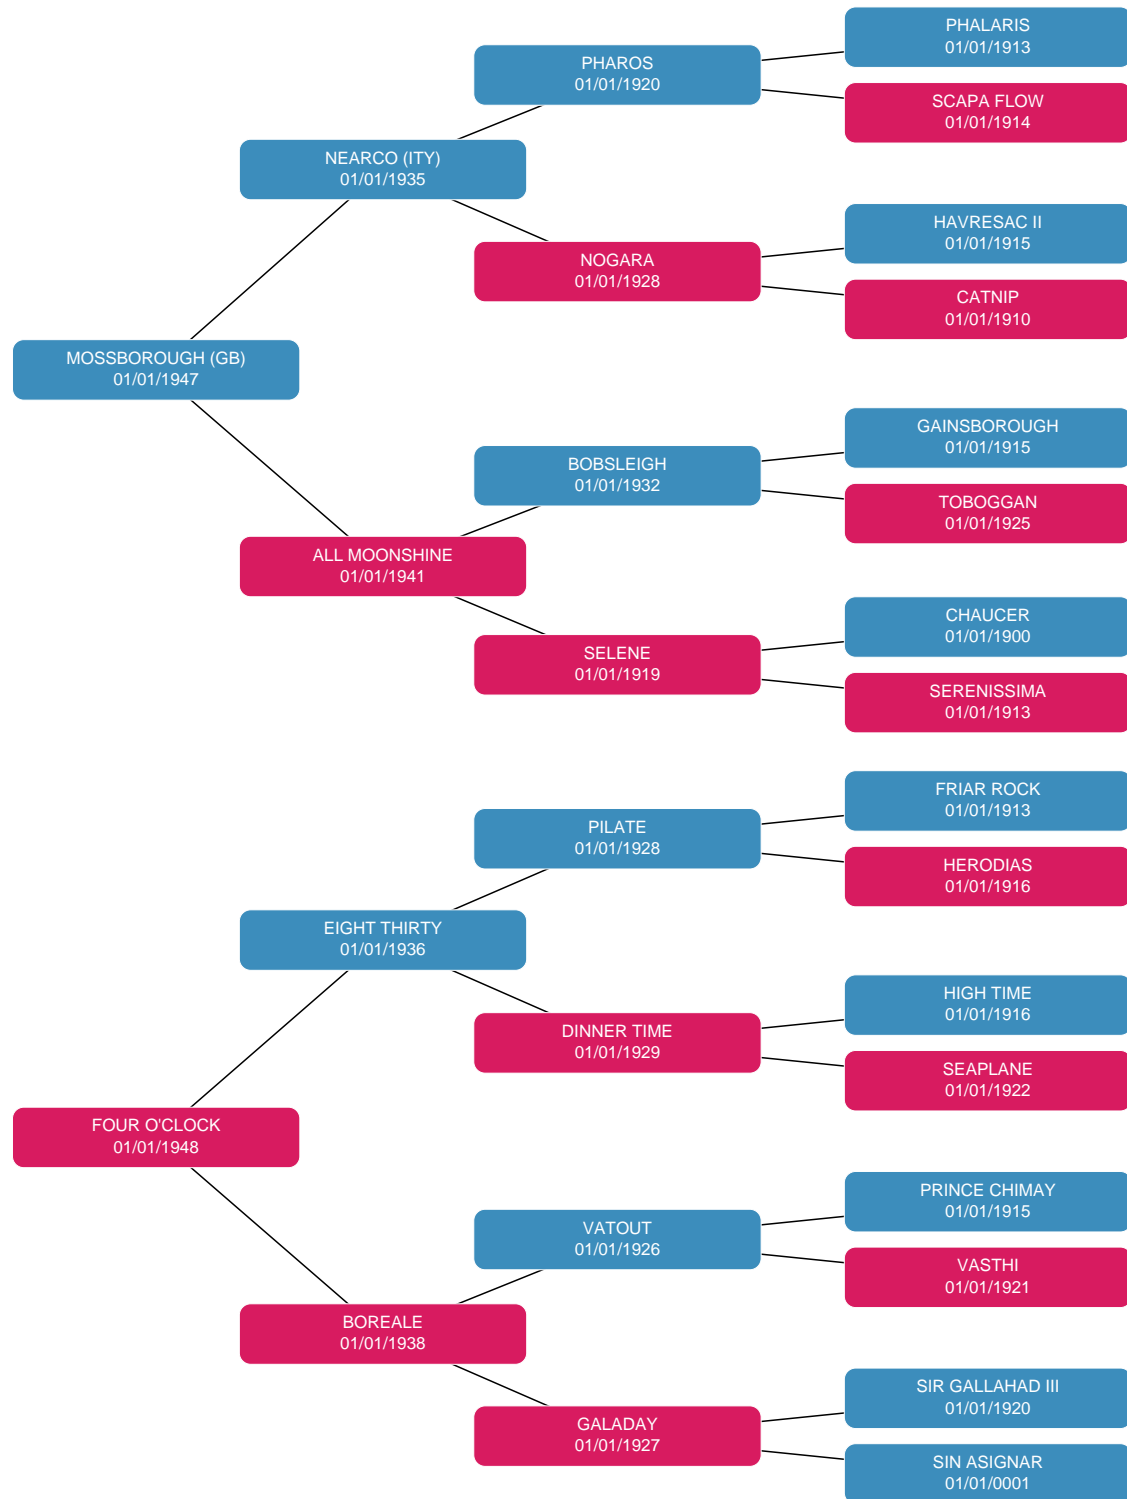 PHALARIS
01/01/1913
PHAROS
01/01/1920
SCAPA FLOW
01/01/1914
NEARCO (ITY)
01/01/1935
HAVRESAC II
01/01/1915
NOGARA
01/01/1928
CATNIP
01/01/1910
MOSSBOROUGH (GB)
01/01/1947
GAINSBOROUGH
01/01/1915
BOBSLEIGH
01/01/1932
TOBOGGAN
01/01/1925
ALL MOONSHINE
01/01/1941
CHAUCER
01/01/1900
SELENE
01/01/1919
SERENISSIMA
01/01/1913
FRIAR ROCK
01/01/1913
PILATE
01/01/1928
HERODIAS
01/01/1916
EIGHT THIRTY
01/01/1936
HIGH TIME
01/01/1916
DINNER TIME
01/01/1929
SEAPLANE
01/01/1922
FOUR O'CLOCK
01/01/1948
PRINCE CHIMAY
01/01/1915
VATOUT
01/01/1926
VASTHI
01/01/1921
BOREALE
01/01/1938
SIR GALLAHAD III
01/01/1920
GALADAY
01/01/1927
SIN ASIGNAR
01/01/0001